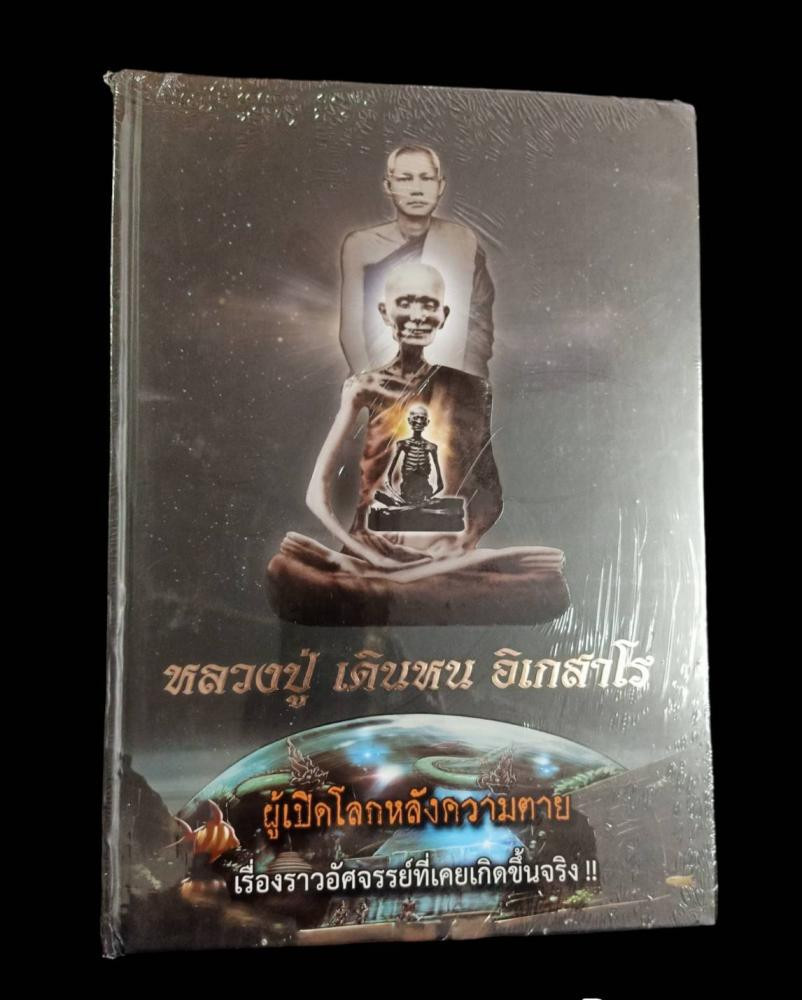 หลวงปู่ เดินหน อิเกสาโร
ผู้เปิดโลกหลังความตาย
เรื่องราวอัศจรรย์ที่เคยเกิดขึ้นจริง !!